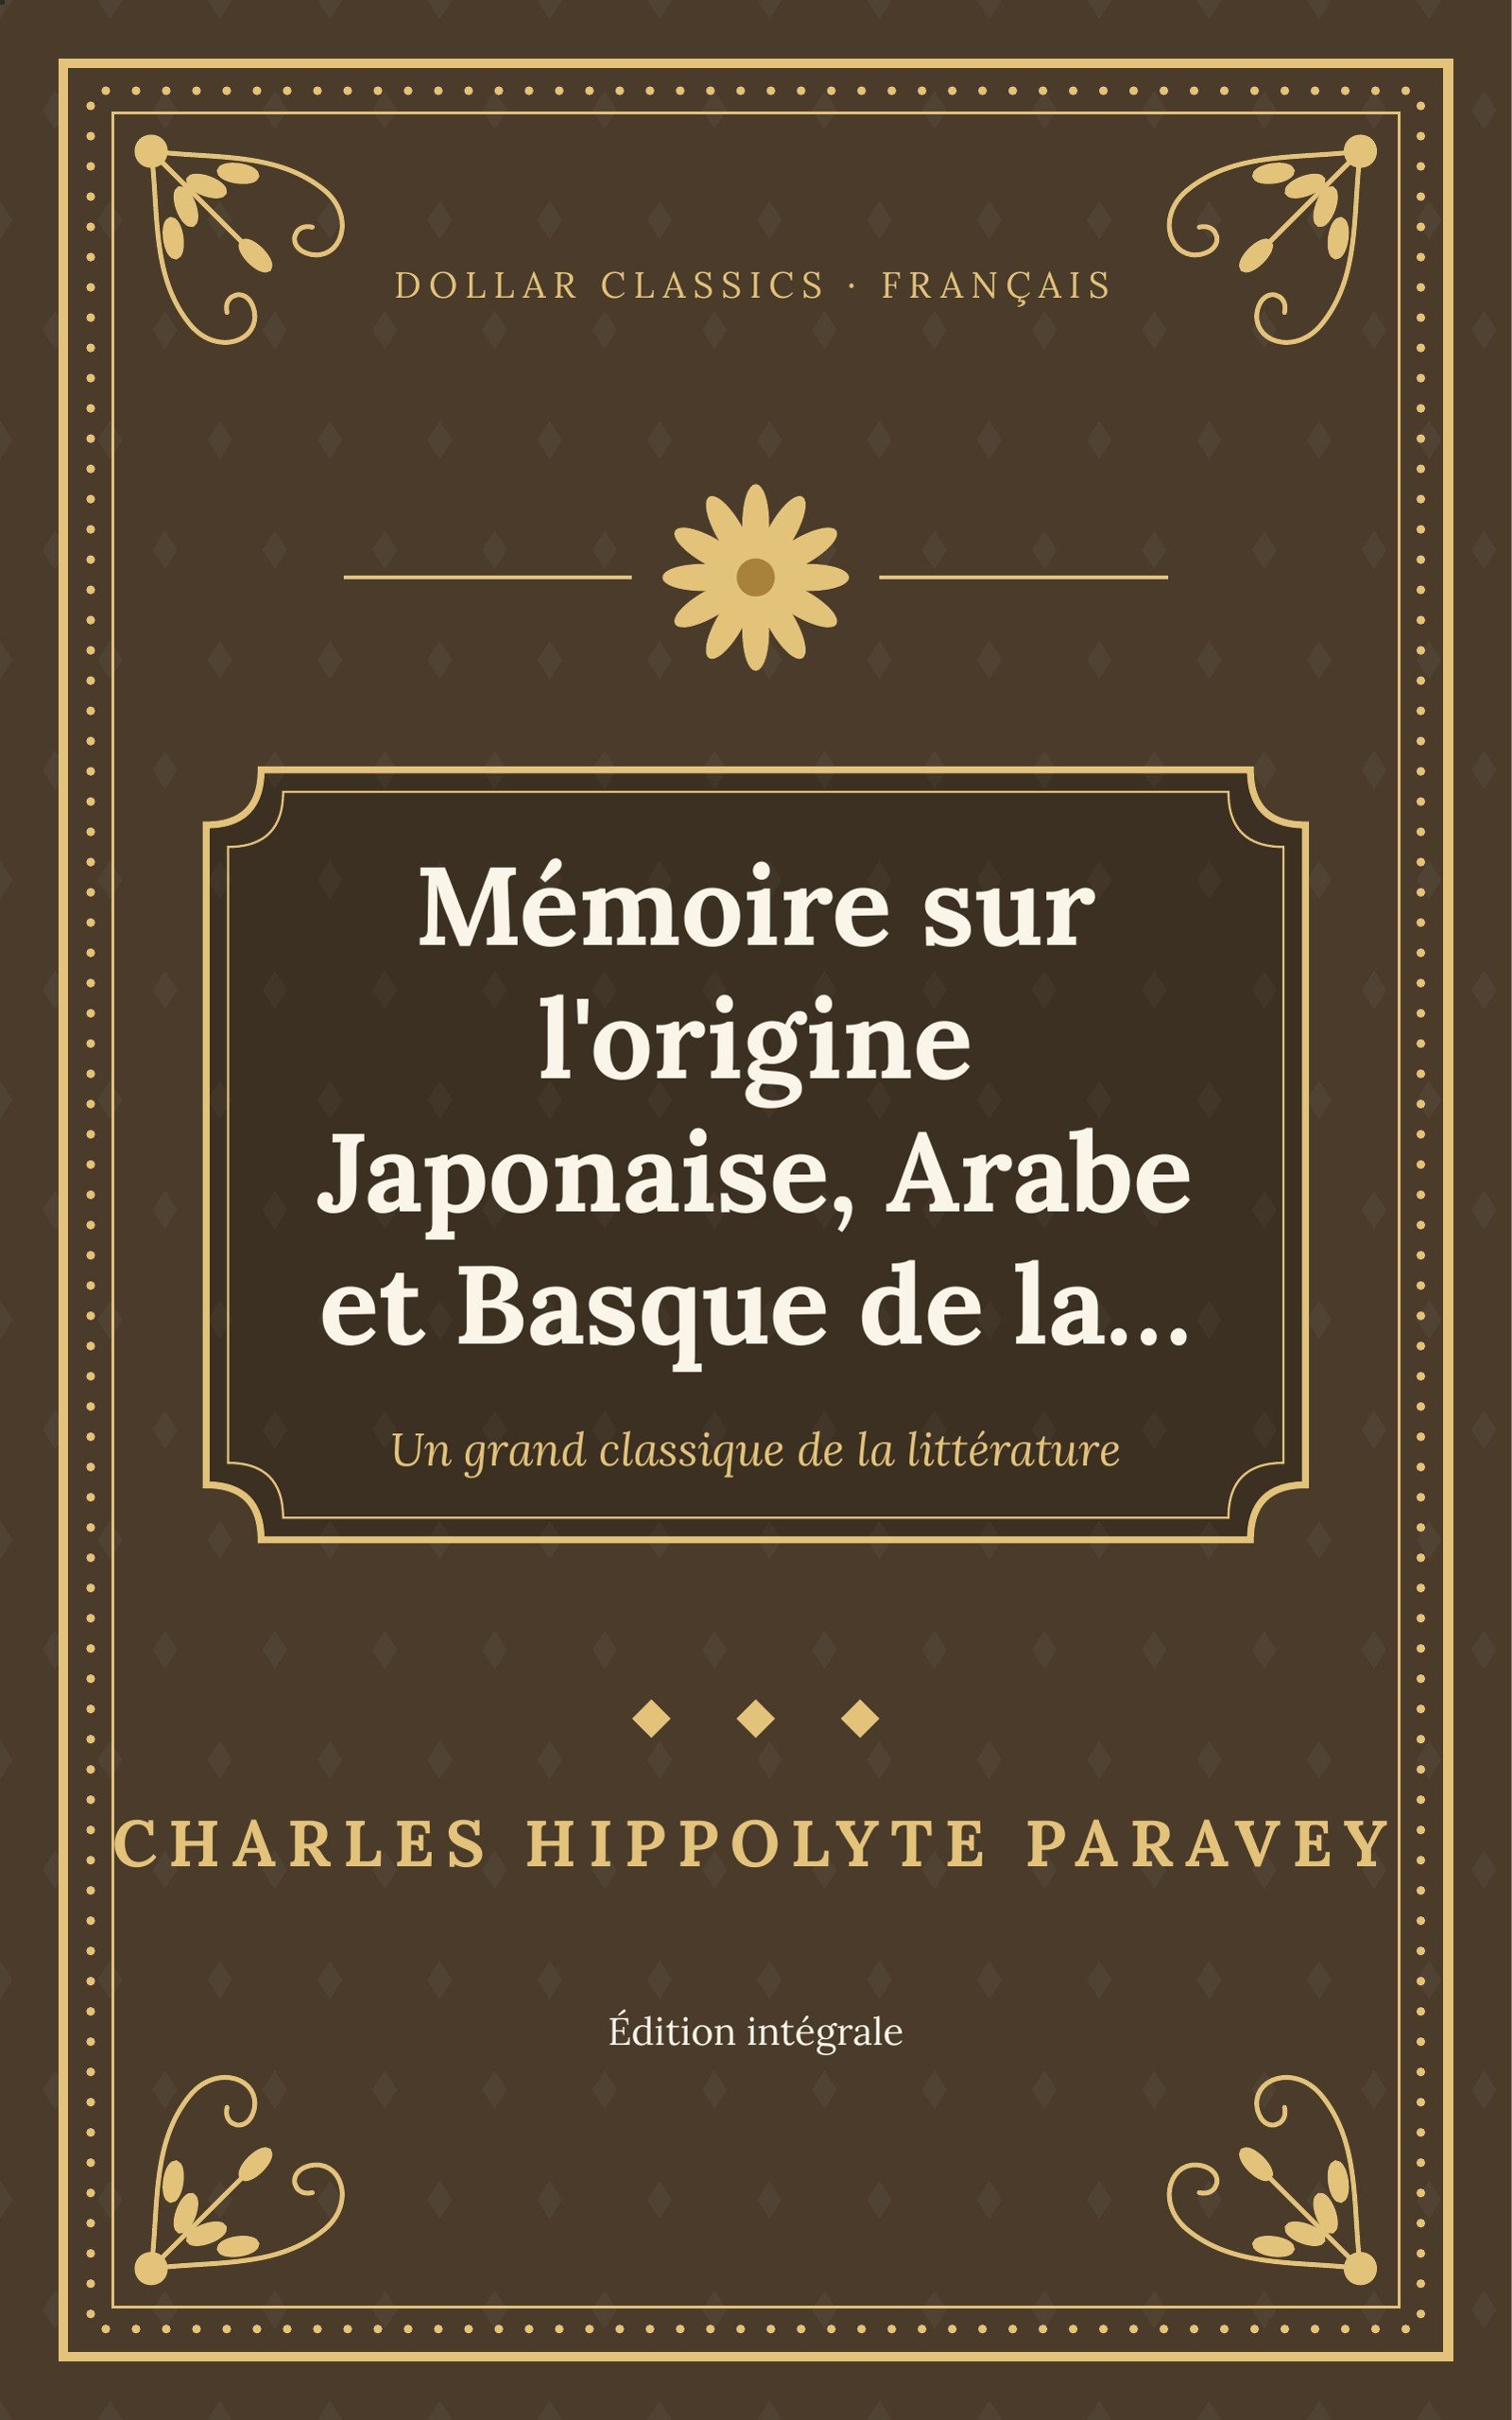 DOLLAR CLASSICS · FRANÇAIS
Mémoire sur
l'origine
Japonaise, Arabe
et Basque de la...
Un grand classique de la littérature
CHARLES HIPPOLYTE PARAVEY
Édition intégrale